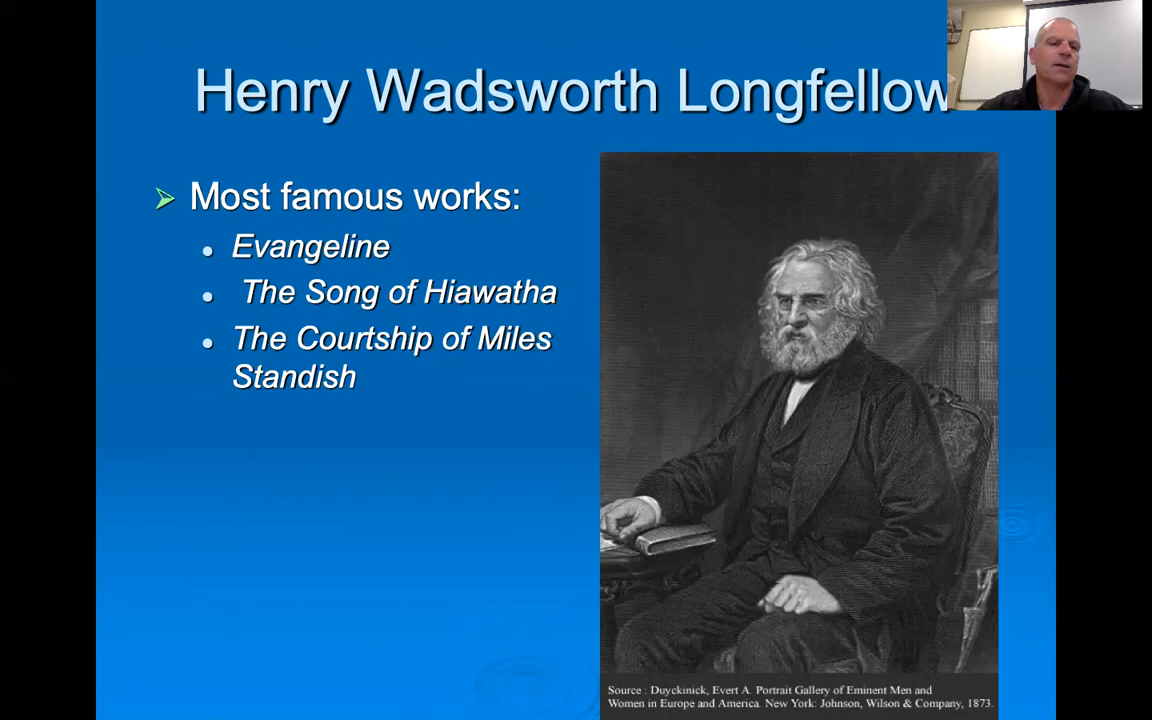 Henry Wadsworth Longfellow
Most famous works:
Evangeline
The Song of Hiawatha
The Courtship of Miles
Standish
Source : Duyckinick, Evert A. Portrait Gallery of Eminent Men and
Women in Europe and America. New York: Johnson, Wilson & Company, 1873.